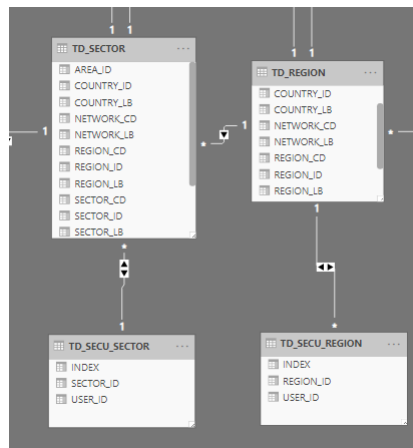 1 1
1 1
TD_SECTOR ...
AREA_ID
COUNTRY_ID
COUNTRY_LB
NETWORK_CD
NETWORK_LB
REGION_CD
REGION_ID
REGION_LB
SECTOR_CD
SECTOR_ID
SECTOR_LB
1
* 1
TD_REGION ...
COUNTRY_ID
COUNTRY_LB
NETWORK_CD
NETWORK_LB
REGION_CD
REGION_ID
REGION_LB
*
*
1
1
*
TD_SECU_SECTOR ...
INDEX
SECTOR_ID
USER_ID
TD_SECU_REGION ...
INDEX
REGION_ID
USER_ID